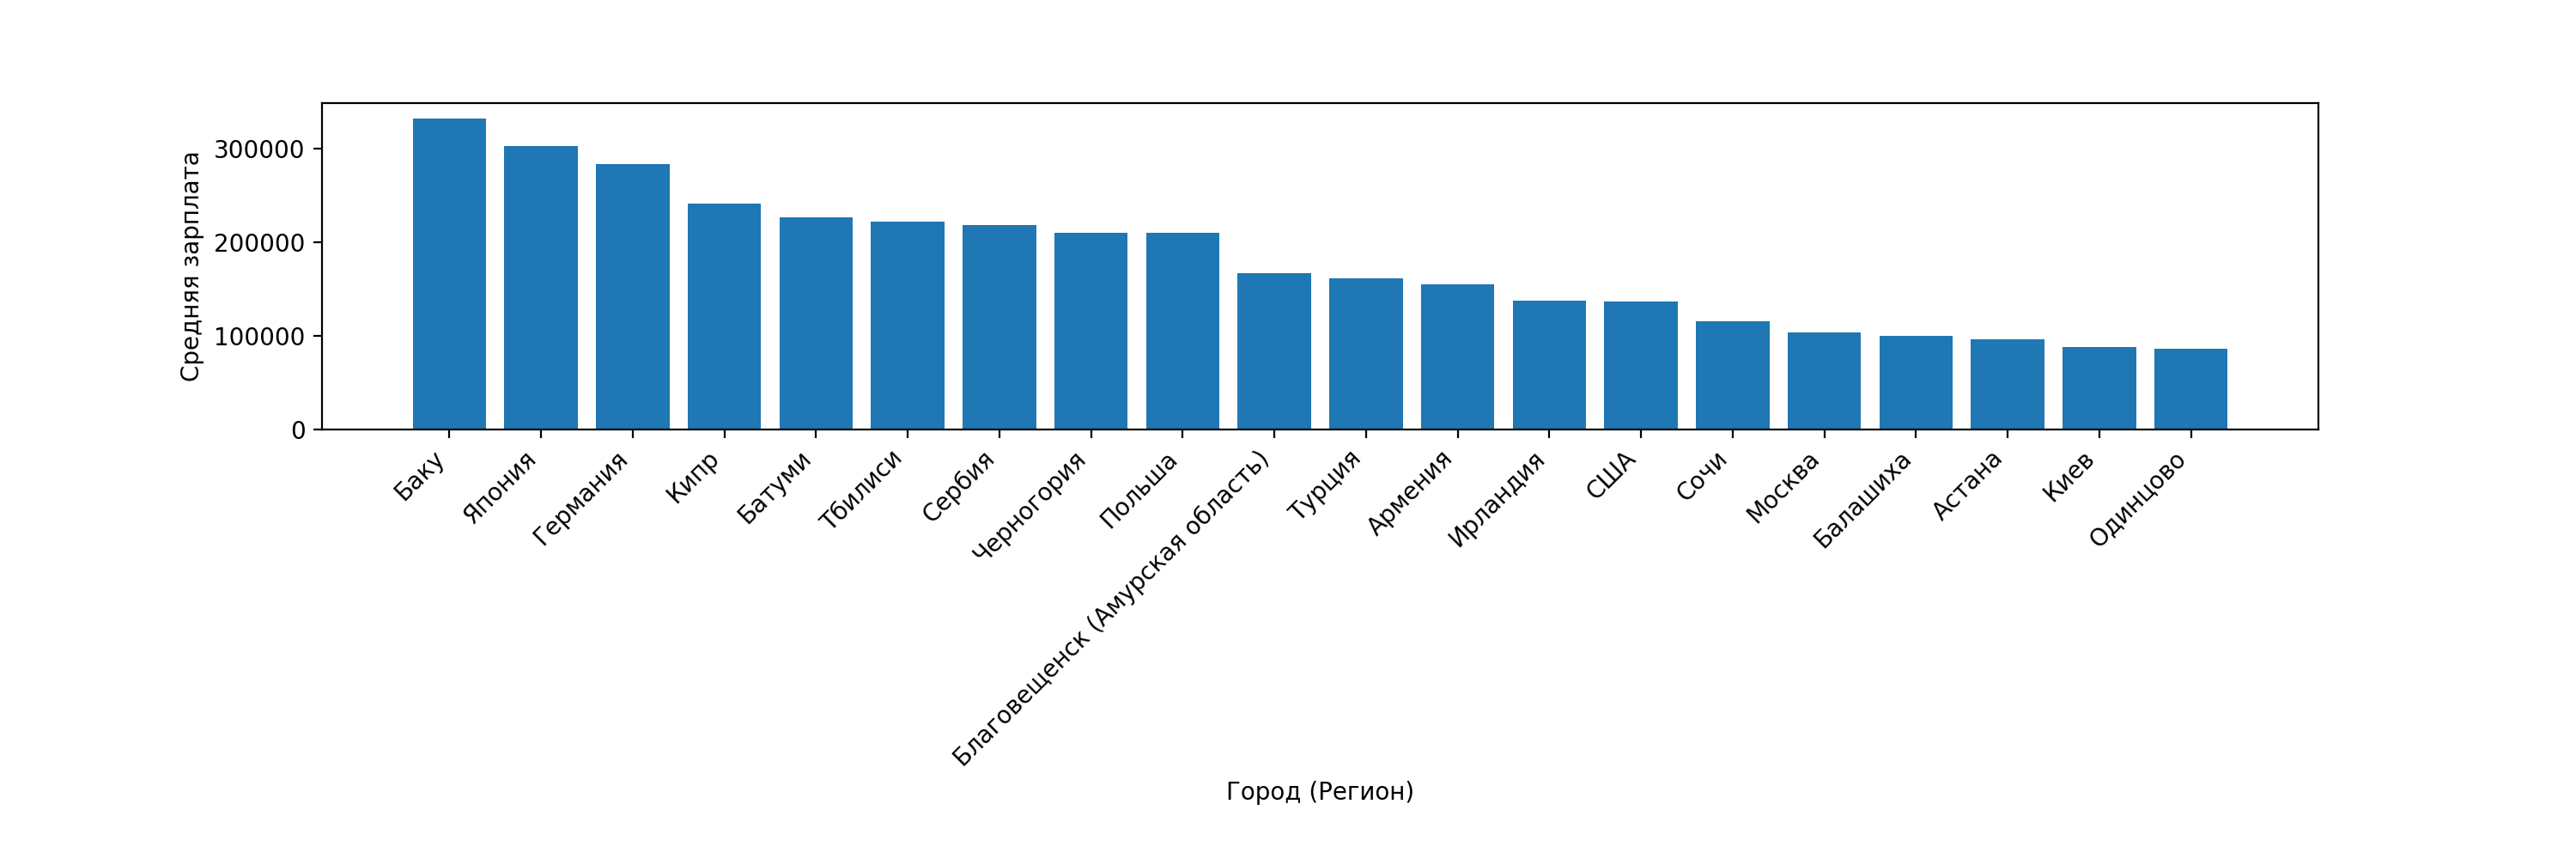 Средняя зарплата
300000
200000
100000
0
Баку
Япония
Германия
Кипр
Батуми
Тбилиси
Сербия
Черногория
Польша
Благовещенск (Амурская область)
Турция
Армения
Ирландия
США
Сочи
Москва
Балашиха
Астана
Киев
Одинцово
Город (Регион)